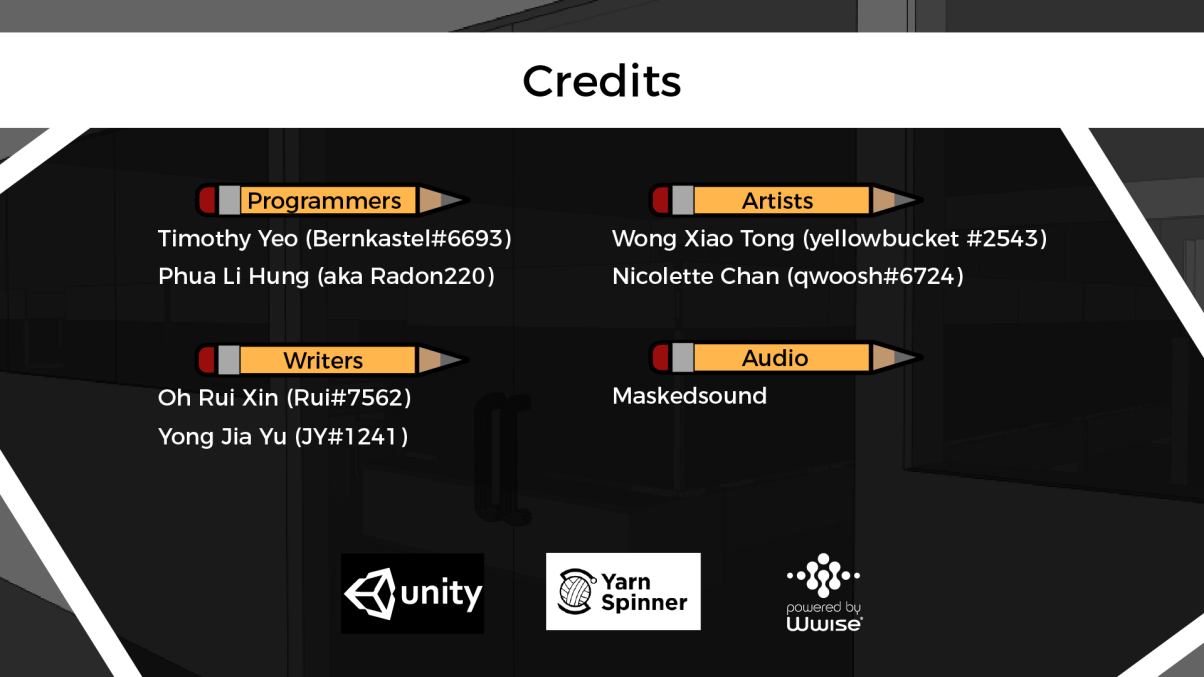 Credits
Programmers
Timothy Yeo (Bernkastel#6693)
Phua Li Hung (aka Radon220)
Artists
Wong Xiao Tong (yellowbucket #2543)
Nicolette Chan (qwoosh#6724)
Writers
Oh Rui Xin (Rui#7562)
Yong Jia Yu (JY#1241)
Audio
Maskedsound
unity
Yarn
Spinner
powered by
Wwise